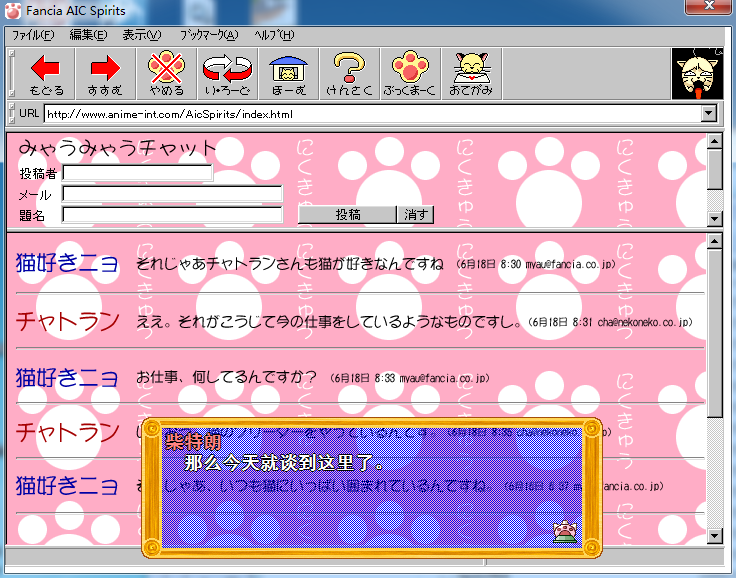 Fancia AIC Spirits
ﾌｧｲﾙ(F) 編集(E) 表示(V) ﾌﾞｯｸﾏｰｸ(A) ﾍﾙﾌﾟ(H)
もどる すすむ やめる い・ろーど ほーむ けんさく ぶっくまーく おてがみ
URL http://www.anime-int.com/AicSpirits/index.html
みゃうみゃうチャット
投稿者
メール
題名
投稿 消す
にくきゅう にくきゅう にくきゅう
猫好きニョ それじゃあチャトランさんも猫が好きなんですね (6月18日 8:30 myau@fancia.co.jp)
チャトラン ええ。それがこうじて今の仕事をしているようなものですし。(6月18日 8:31 cha@nekoneko.co.jp)
猫好きニョ お仕事、何してるんですか？ (6月18日 8:33 myau@fancia.co.jp)
チャトラン
柴特朗
那么今天就谈到这里了。
猫好きニョ じゃあ、いつも猫にいっぱい囲まれているんですね
fancia.co.jp)